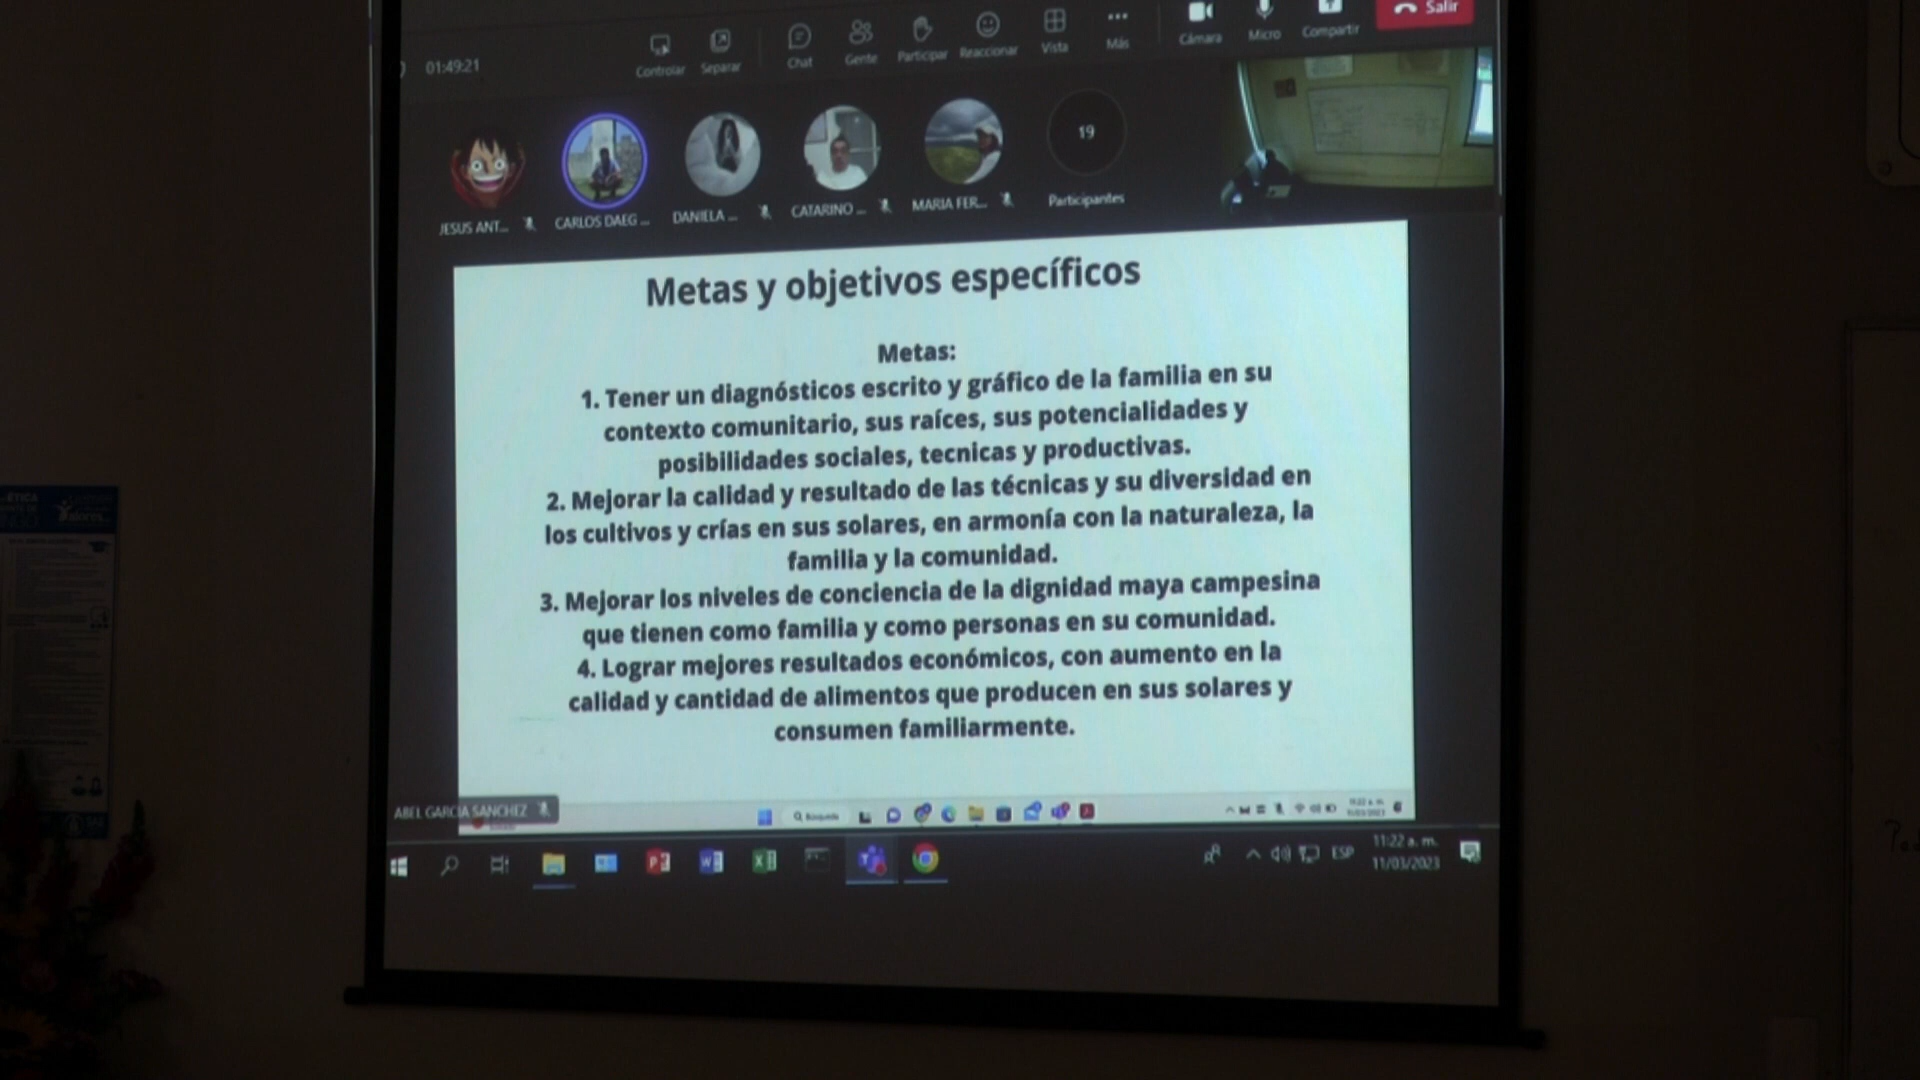 01:49:21
Controlar
Separar
Chat
Gente
Participar
Reaccionar
Vista
Más
Cámara
Micro
Compartir
Salir
JESUS ANT...
CARLOS DAEG ...
DANIELA ...
CATARINO ...
MARIA FER...
19
Participantes
Metas y objetivos específicos
Metas:
1. Tener un diagnósticos escrito y gráfico de la familia en su
contexto comunitario, sus raíces, sus potencialidades y
posibilidades sociales, tecnicas y productivas.
2. Mejorar la calidad y resultado de las técnicas y su diversidad en
los cultivos y crías en sus solares, en armonía con la naturaleza, la
familia y la comunidad.
3. Mejorar los niveles de conciencia de la dignidad maya campesina
que tienen como familia y como personas en su comunidad.
4. Lograr mejores resultados económicos, con aumento en la
calidad y cantidad de alimentos que producen en sus solares y
consumen familiarmente.
ABEL GARCIA SANCHEZ
Búsqueda
ESP
11:22 a. m.
11/03/2023